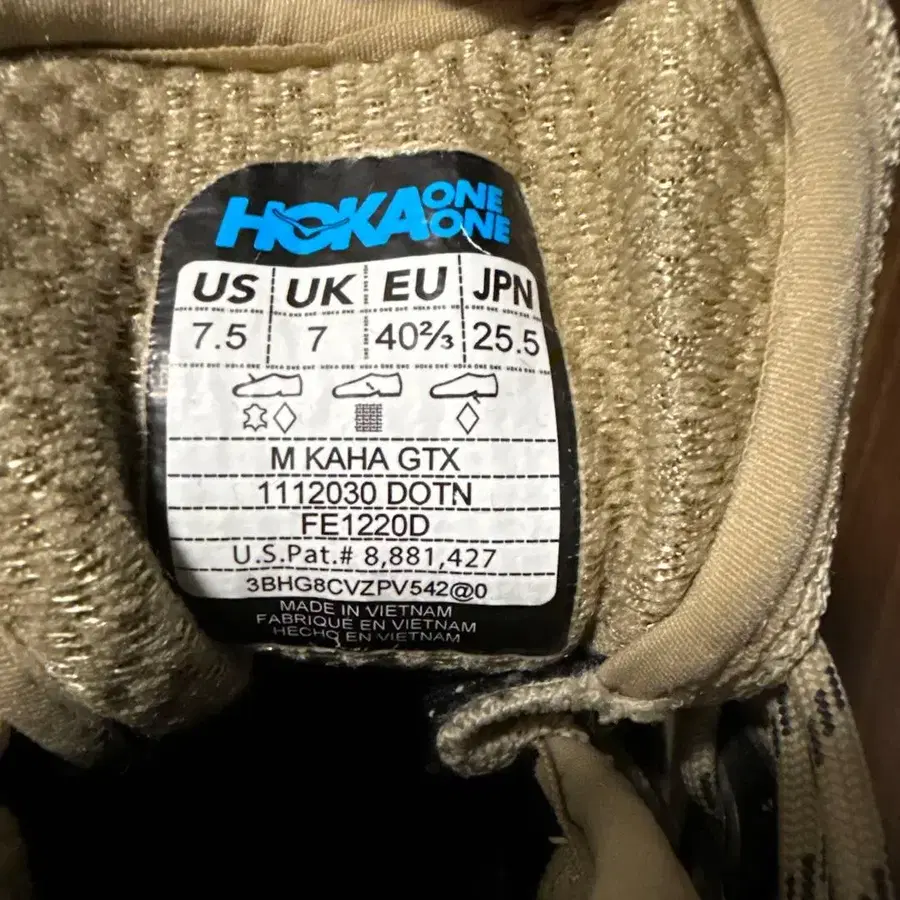 HOKA ONE ONE
US UK EU JPN
7.5 7 40⅔ 25.5
M KAHA GTX
1112030 DOTN
FE1220D
U.S.Pat.# 8,881,427
3BHG8CVZPV542@0
MADE IN VIETNAM
FABRIQUÉ EN VIETNAM
HECHO EN VIETNAM